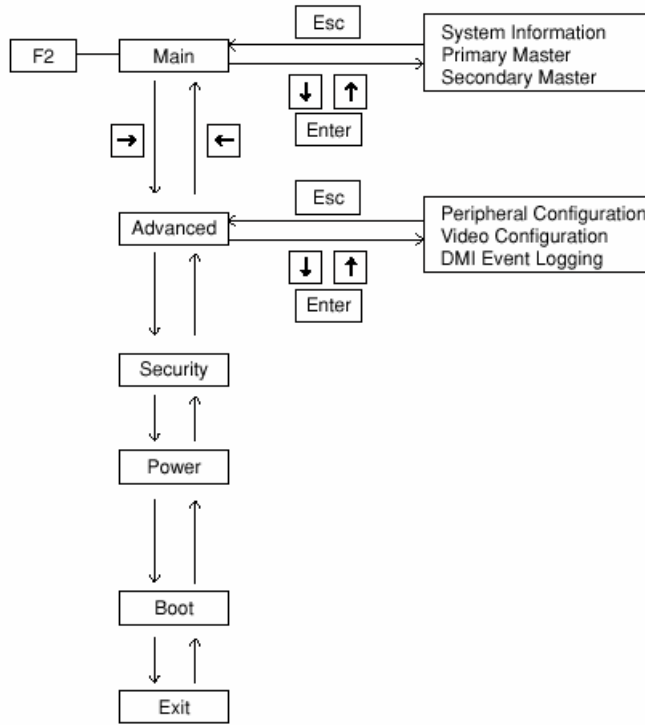 Esc
System Information
F2
Main
Primary Master
Secondary Master
↓ ↑
Enter
→ ←
Esc
Advanced
Peripheral Configuration
Video Configuration
DMI Event Logging
↓ ↑
Enter
Security
Power
Boot
Exit